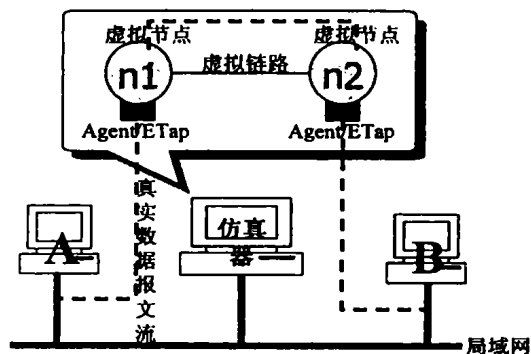 虚拟节点
虚拟节点
n1
虚拟链路
n2
Agent/ETap
Agent/ETap
真实数据报文流
A
仿真器
B
局域网